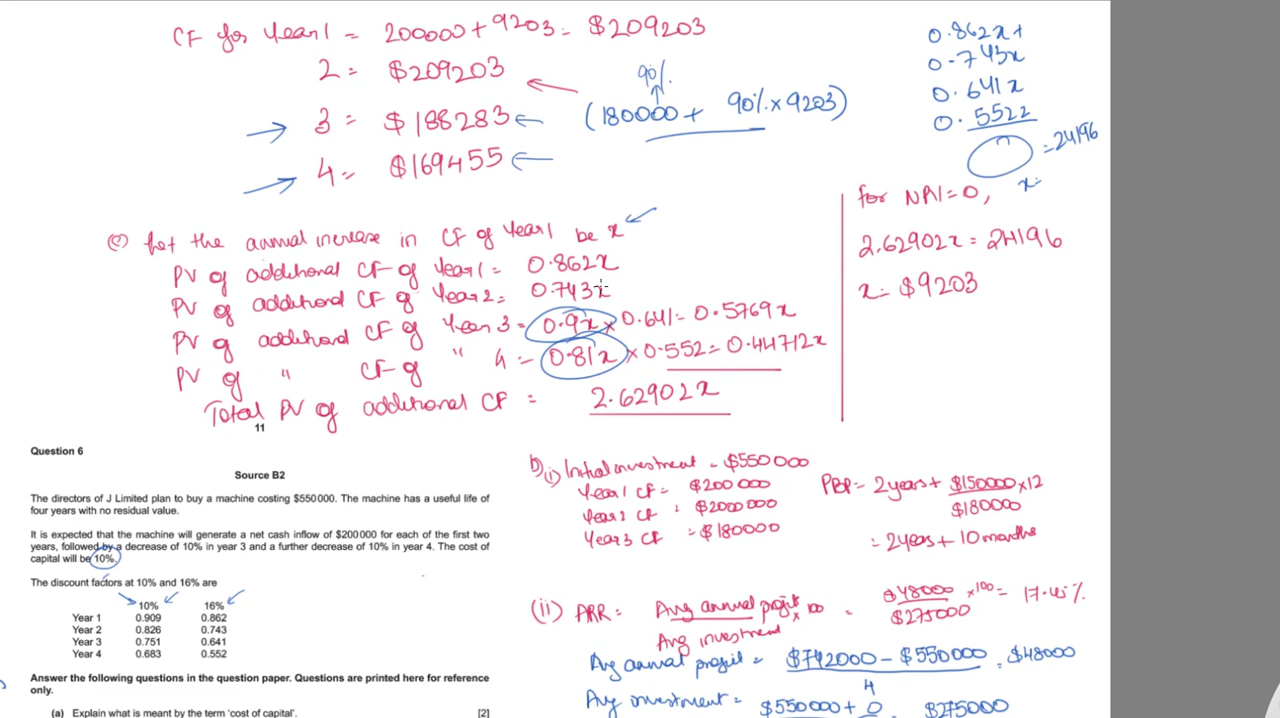 CF for Year 1 = 200000 + 9203 = $209203
2 = $209203
3 = $188283
4 = $169455
90%
(180000 + 90% × 9203)
0.862x +
0.743x
0.641x
0.5522
= 24196
x=
(c) Let the annual increase in CF of Year 1 be x
PV of additional CF of Year 1 = 0.862x
PV of additional CF of Year 2 = 0.743x
PV of additional CF of Year 3 = 0.9x × 0.641 = 0.5769x
PV of " CF of " 4 = 0.81x × 0.552 = 0.44712x
Total PV of additional CF = 2.62902x
for NPV=0,
2.62902x = 24196
x = $9203
11
Question 6
Source B2
The directors of J Limited plan to buy a machine costing $550000. The machine has a useful life of
four years with no residual value.
It is expected that the machine will generate a net cash inflow of $200000 for each of the first two
years, followed by a decrease of 10% in year 3 and a further decrease of 10% in year 4. The cost of
capital will be 10%.
The discount factors at 10% and 16% are
10% 16%
Year 1 0.909 0.862
Year 2 0.826 0.743
Year 3 0.751 0.641
Year 4 0.683 0.552
Answer the following questions in the question paper. Questions are printed here for reference
only.
(a) Explain what is meant by the term 'cost of capital'. [2]
b) (i) Initial investment = $550000
Year 1 CF = $200000
Year 2 CF = $2000000
Year 3 CF = $180000
PBP = 2 years + $150000 × 12
$180000
= 2 years + 10 months
(ii) ARR = Avg annual profit × 100 = $48000 × 100 = 17.45%
Avg investment $275000
Avg annual profit = $742000 − $550000 = $48000
4
Avg investment = $550000 + 0 = $275000